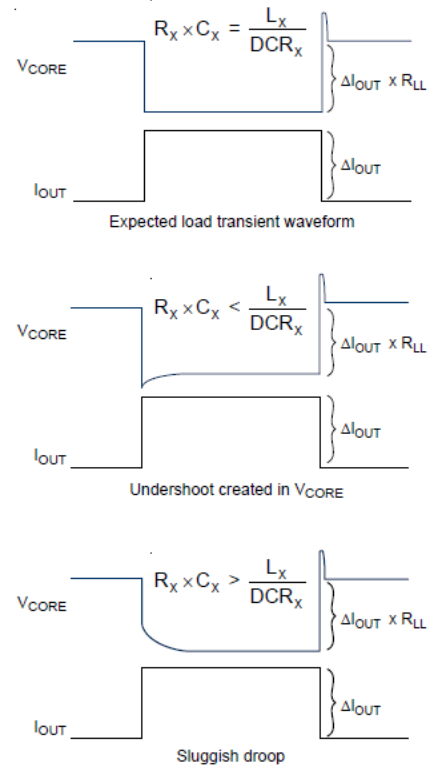 R_X × C_X = L_X / DCR_X
V_CORE
ΔI_OUT x R_LL
ΔI_OUT
I_OUT
Expected load transient waveform
R_X × C_X < L_X / DCR_X
V_CORE
ΔI_OUT x R_LL
ΔI_OUT
I_OUT
Undershoot created in V_CORE
R_X × C_X > L_X / DCR_X
V_CORE
ΔI_OUT x R_LL
ΔI_OUT
I_OUT
Sluggish droop